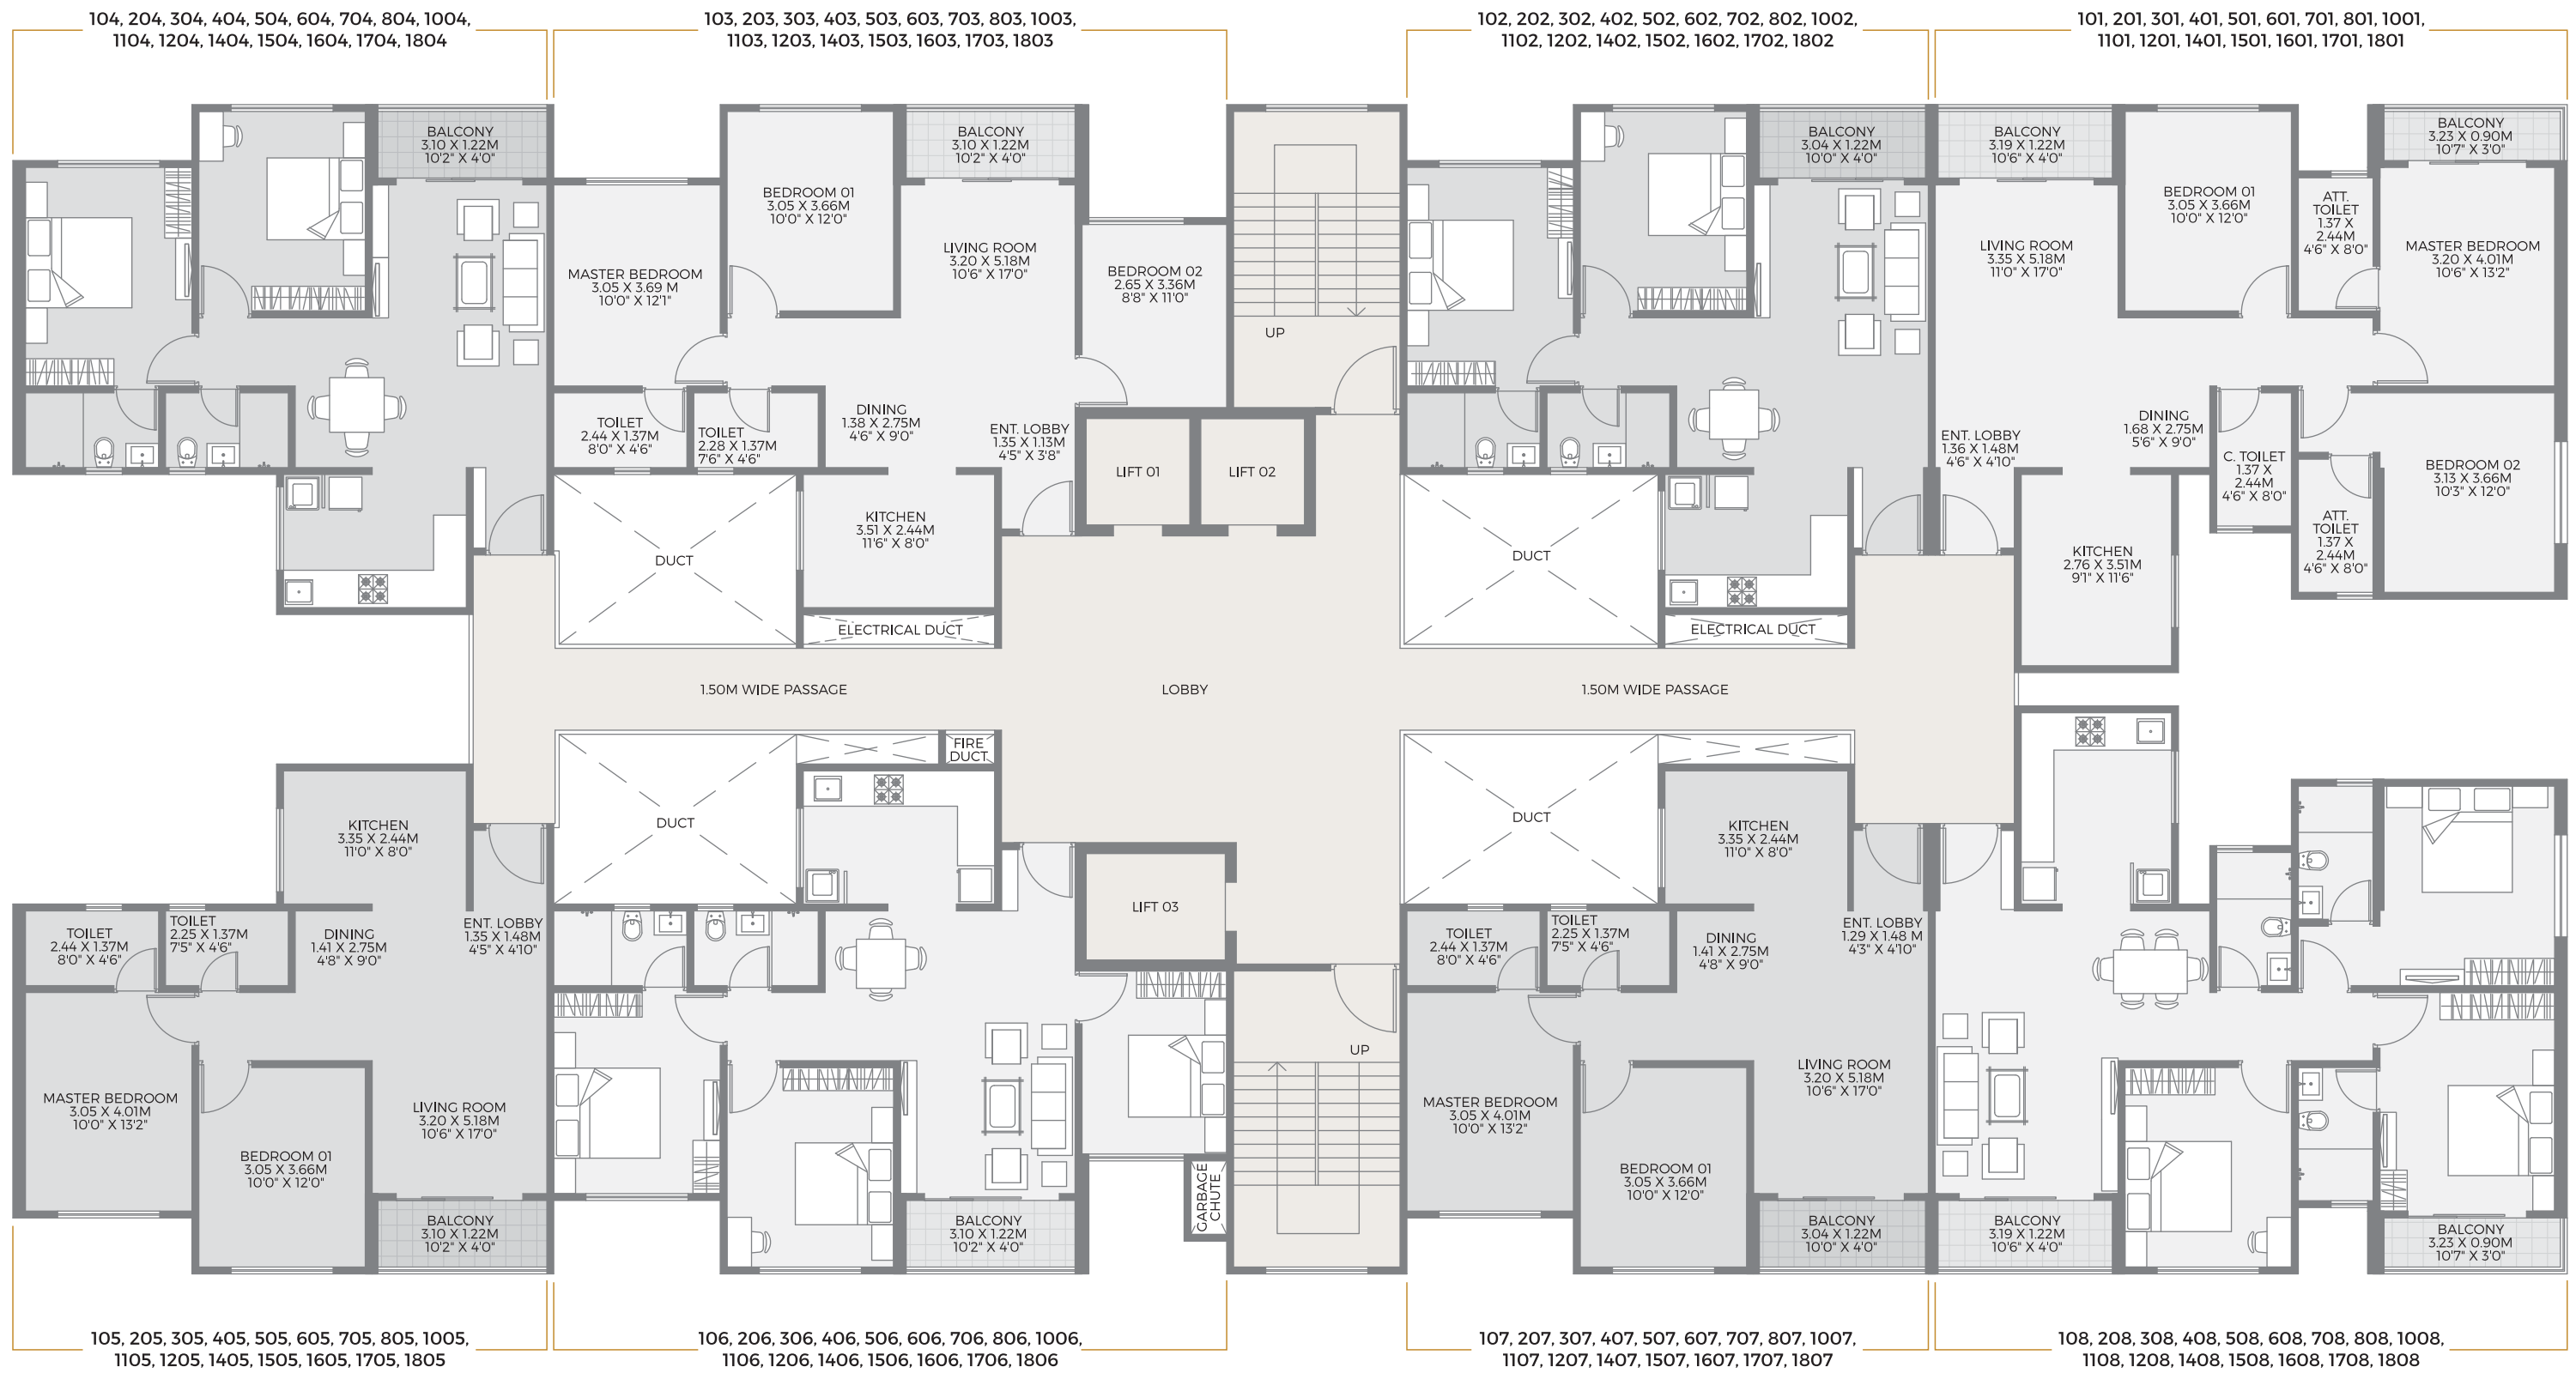 104, 204, 304, 404, 504, 604, 704, 804, 1004,
1104, 1204, 1404, 1504, 1604, 1704, 1804
103, 203, 303, 403, 503, 603, 703, 803, 1003,
1103, 1203, 1403, 1503, 1603, 1703, 1803
102, 202, 302, 402, 502, 602, 702, 802, 1002,
1102, 1202, 1402, 1502, 1602, 1702, 1802
101, 201, 301, 401, 501, 601, 701, 801, 1001,
1101, 1201, 1401, 1501, 1601, 1701, 1801
BALCONY
3.10 X 1.22M
10'2" X 4'0"
BEDROOM 01
3.05 X 3.66M
10'0" X 12'0"
BALCONY
3.10 X 1.22M
10'2" X 4'0"
MASTER BEDROOM
3.05 X 3.69 M
10'0" X 12'1"
LIVING ROOM
3.20 X 5.18M
10'6" X 17'0"
BEDROOM 02
2.65 X 3.36M
8'8" X 11'0"
TOILET
2.44 X 1.37M
8'0" X 4'6"
TOILET
2.28 X 1.37M
7'6" X 4'6"
DINING
1.38 X 2.75M
4'6" X 9'0"
ENT. LOBBY
1.35 X 1.13M
4'5" X 3'8"
KITCHEN
3.51 X 2.44M
11'6" X 8'0"
DUCT
ELECTRICAL DUCT
UP
LIFT 01
LIFT 02
BALCONY
3.04 X 1.22M
10'0" X 4'0"
DUCT
ELECTRICAL DUCT
BALCONY
3.19 X 1.22M
10'6" X 4'0"
BEDROOM 01
3.05 X 3.66M
10'0" X 12'0"
BALCONY
3.23 X 0.90M
10'7" X 3'0"
ATT.
TOILET
1.37 X
2.44M
4'6" X 8'0"
MASTER BEDROOM
3.20 X 4.01M
10'6" X 13'2"
LIVING ROOM
3.35 X 5.18M
11'0" X 17'0"
DINING
1.68 X 2.75M
5'6" X 9'0"
ENT. LOBBY
1.36 X 1.48M
4'6" X 4'10"
C. TOILET
1.37 X
2.44M
4'6" X 8'0"
BEDROOM 02
3.13 X 3.66M
10'3" X 12'0"
ATT.
TOILET
1.37 X
2.44M
4'6" X 8'0"
KITCHEN
2.76 X 3.51M
9'1" X 11'6"
1.50M WIDE PASSAGE
LOBBY
1.50M WIDE PASSAGE
KITCHEN
3.35 X 2.44M
11'0" X 8'0"
TOILET
2.44 X 1.37M
8'0" X 4'6"
TOILET
2.25 X 1.37M
7'5" X 4'6"
DINING
1.41 X 2.75M
4'8" X 9'0"
ENT. LOBBY
1.35 X 1.48M
4'5" X 4'10"
MASTER BEDROOM
3.05 X 4.01M
10'0" X 13'2"
LIVING ROOM
3.20 X 5.18M
10'6" X 17'0"
BEDROOM 01
3.05 X 3.66M
10'0" X 12'0"
BALCONY
3.10 X 1.22M
10'2" X 4'0"
DUCT
FIRE
DUCT
LIFT 03
BALCONY
3.10 X 1.22M
10'2" X 4'0"
GARBAGE
CHUTE
UP
DUCT
KITCHEN
3.35 X 2.44M
11'0" X 8'0"
TOILET
2.44 X 1.37M
8'0" X 4'6"
TOILET
2.25 X 1.37M
7'5" X 4'6"
DINING
1.41 X 2.75M
4'8" X 9'0"
ENT. LOBBY
1.29 X 1.48 M
4'3" X 4'10"
MASTER BEDROOM
3.05 X 4.01M
10'0" X 13'2"
LIVING ROOM
3.20 X 5.18M
10'6" X 17'0"
BEDROOM 01
3.05 X 3.66M
10'0" X 12'0"
BALCONY
3.04 X 1.22M
10'0" X 4'0"
BALCONY
3.19 X 1.22M
10'6" X 4'0"
BALCONY
3.23 X 0.90M
10'7" X 3'0"
105, 205, 305, 405, 505, 605, 705, 805, 1005,
1105, 1205, 1405, 1505, 1605, 1705, 1805
106, 206, 306, 406, 506, 606, 706, 806, 1006,
1106, 1206, 1406, 1506, 1606, 1706, 1806
107, 207, 307, 407, 507, 607, 707, 807, 1007,
1107, 1207, 1407, 1507, 1607, 1707, 1807
108, 208, 308, 408, 508, 608, 708, 808, 1008,
1108, 1208, 1408, 1508, 1608, 1708, 1808